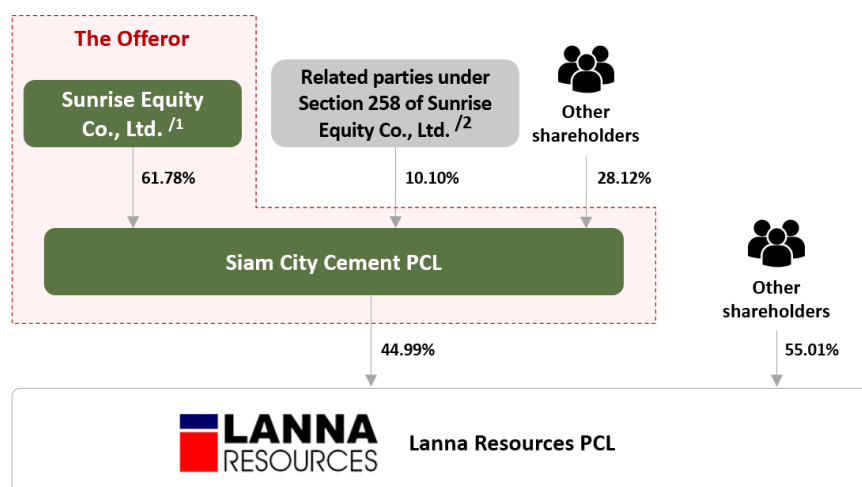 The Offeror
Sunrise Equity
Co., Ltd. /1
Related parties under
Section 258 of Sunrise
Equity Co., Ltd. /2
Other
shareholders
61.78%
10.10%
28.12%
Siam City Cement PCL
Other
shareholders
44.99%
55.01%
LANNA
RESOURCES
Lanna Resources PCL